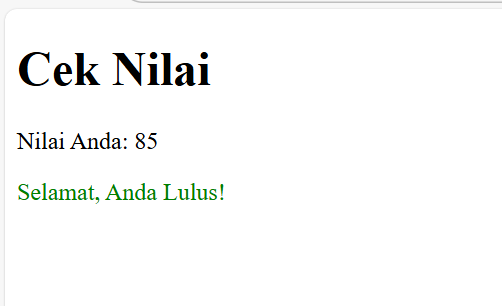 Cek Nilai
Nilai Anda: 85
Selamat, Anda Lulus!